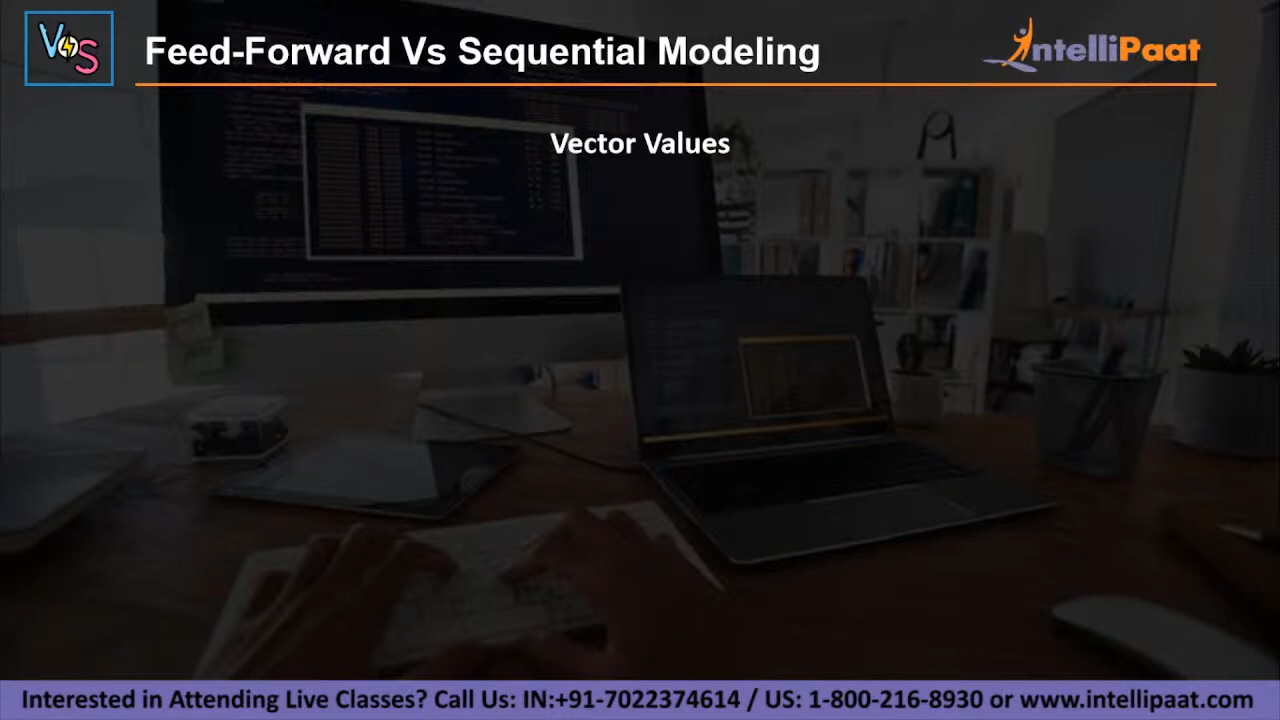 VS
Feed-Forward Vs Sequential Modeling
IntelliPaat
Vector Values
Interested in Attending Live Classes? Call Us: IN:+91-7022374614 / US: 1-800-216-8930 or www.intellipaat.com